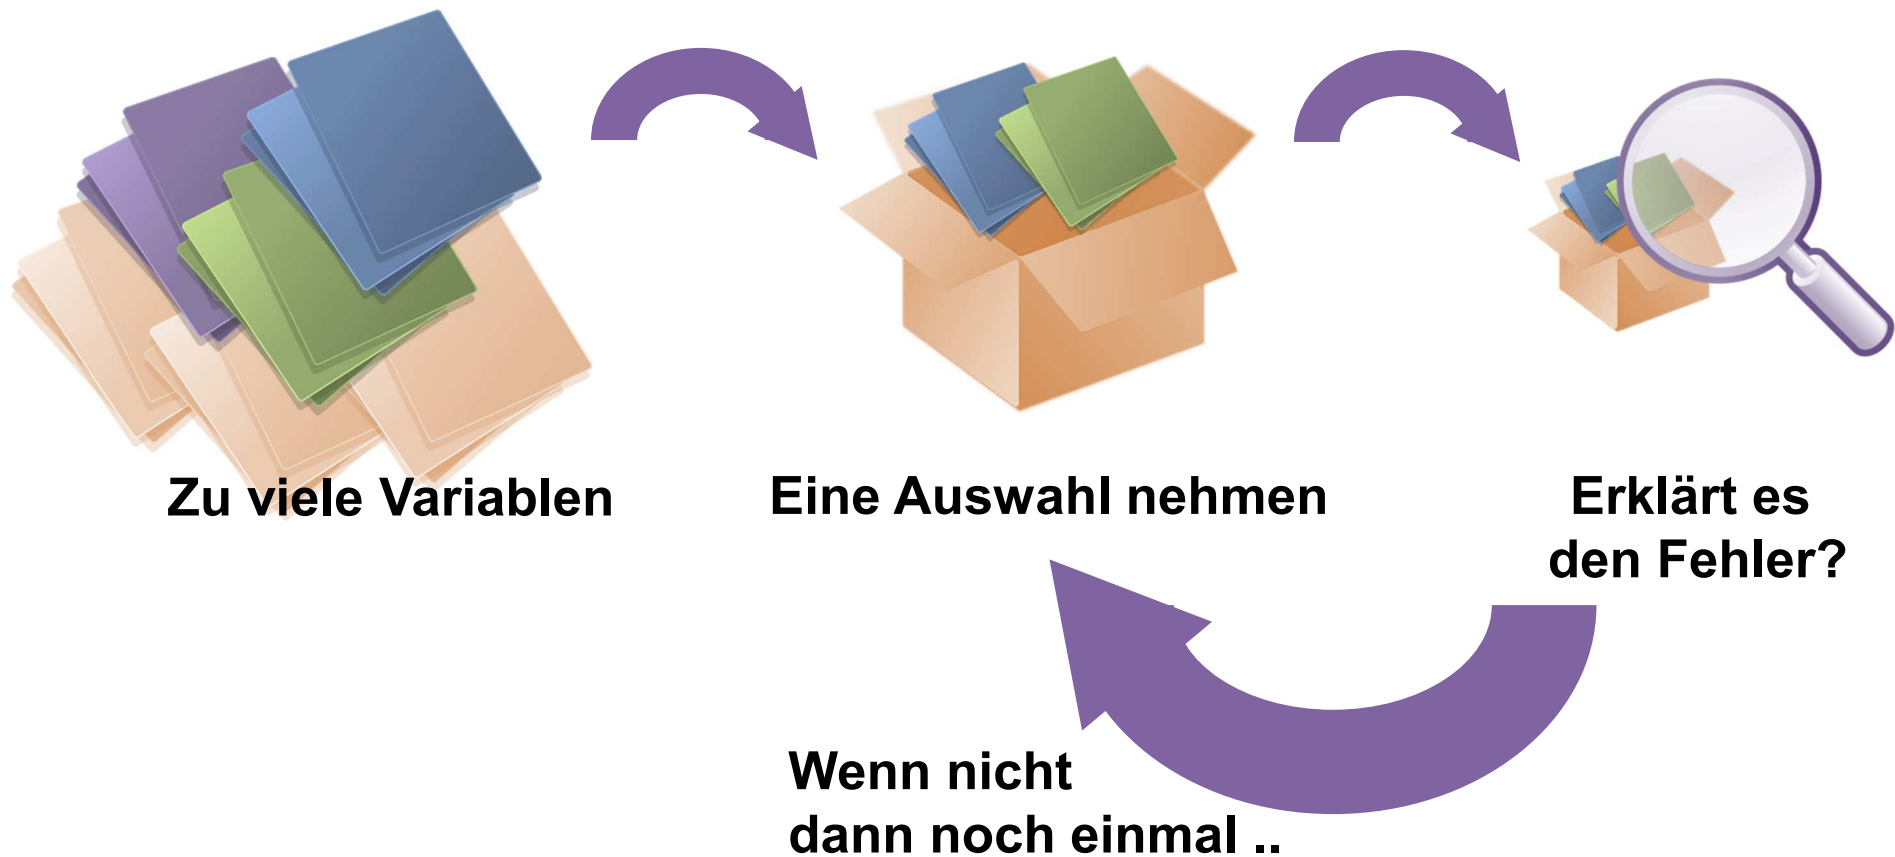 Zu viele Variablen
Eine Auswahl nehmen
Erklärt es
den Fehler?
Wenn nicht
dann noch einmal ..